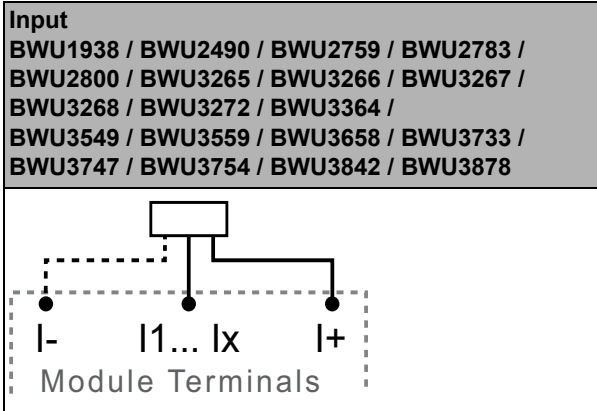 Input
BWU1938 / BWU2490 / BWU2759 / BWU2783 /
BWU2800 / BWU3265 / BWU3266 / BWU3267 /
BWU3268 / BWU3272 / BWU3364 /
BWU3549 / BWU3559 / BWU3658 / BWU3733 /
BWU3747 / BWU3754 / BWU3842 / BWU3878
I- I1... Ix I+
Module Terminals